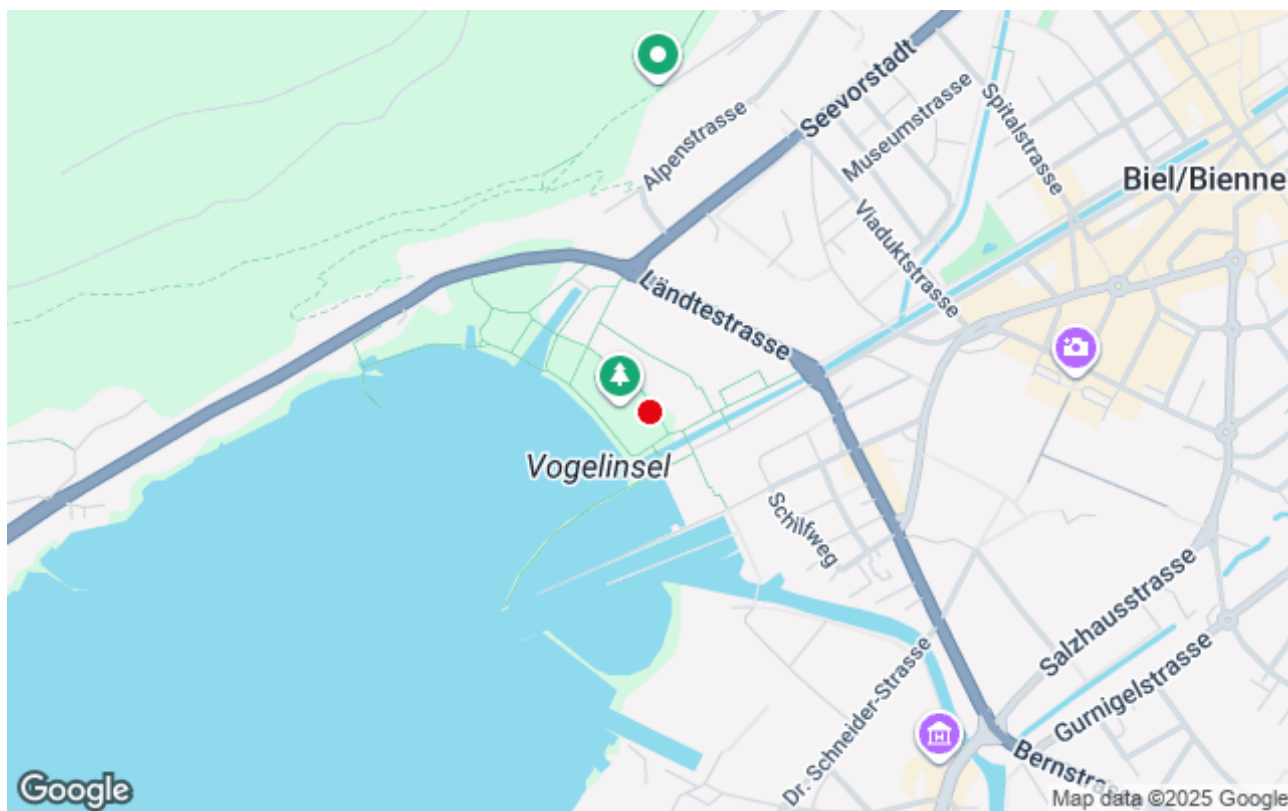 Seevorstadt
Spitalstrasse
Museumstrasse
Alpenstrasse
Biel/Bienne
Viaduktstrasse
Ländtestrasse
Vogelinsel
Schilfweg
Salzhausstrasse
Gurnigelstrasse
Dr. Schneider-Strasse
Bernstrass
Google
Map data ©2025 Google